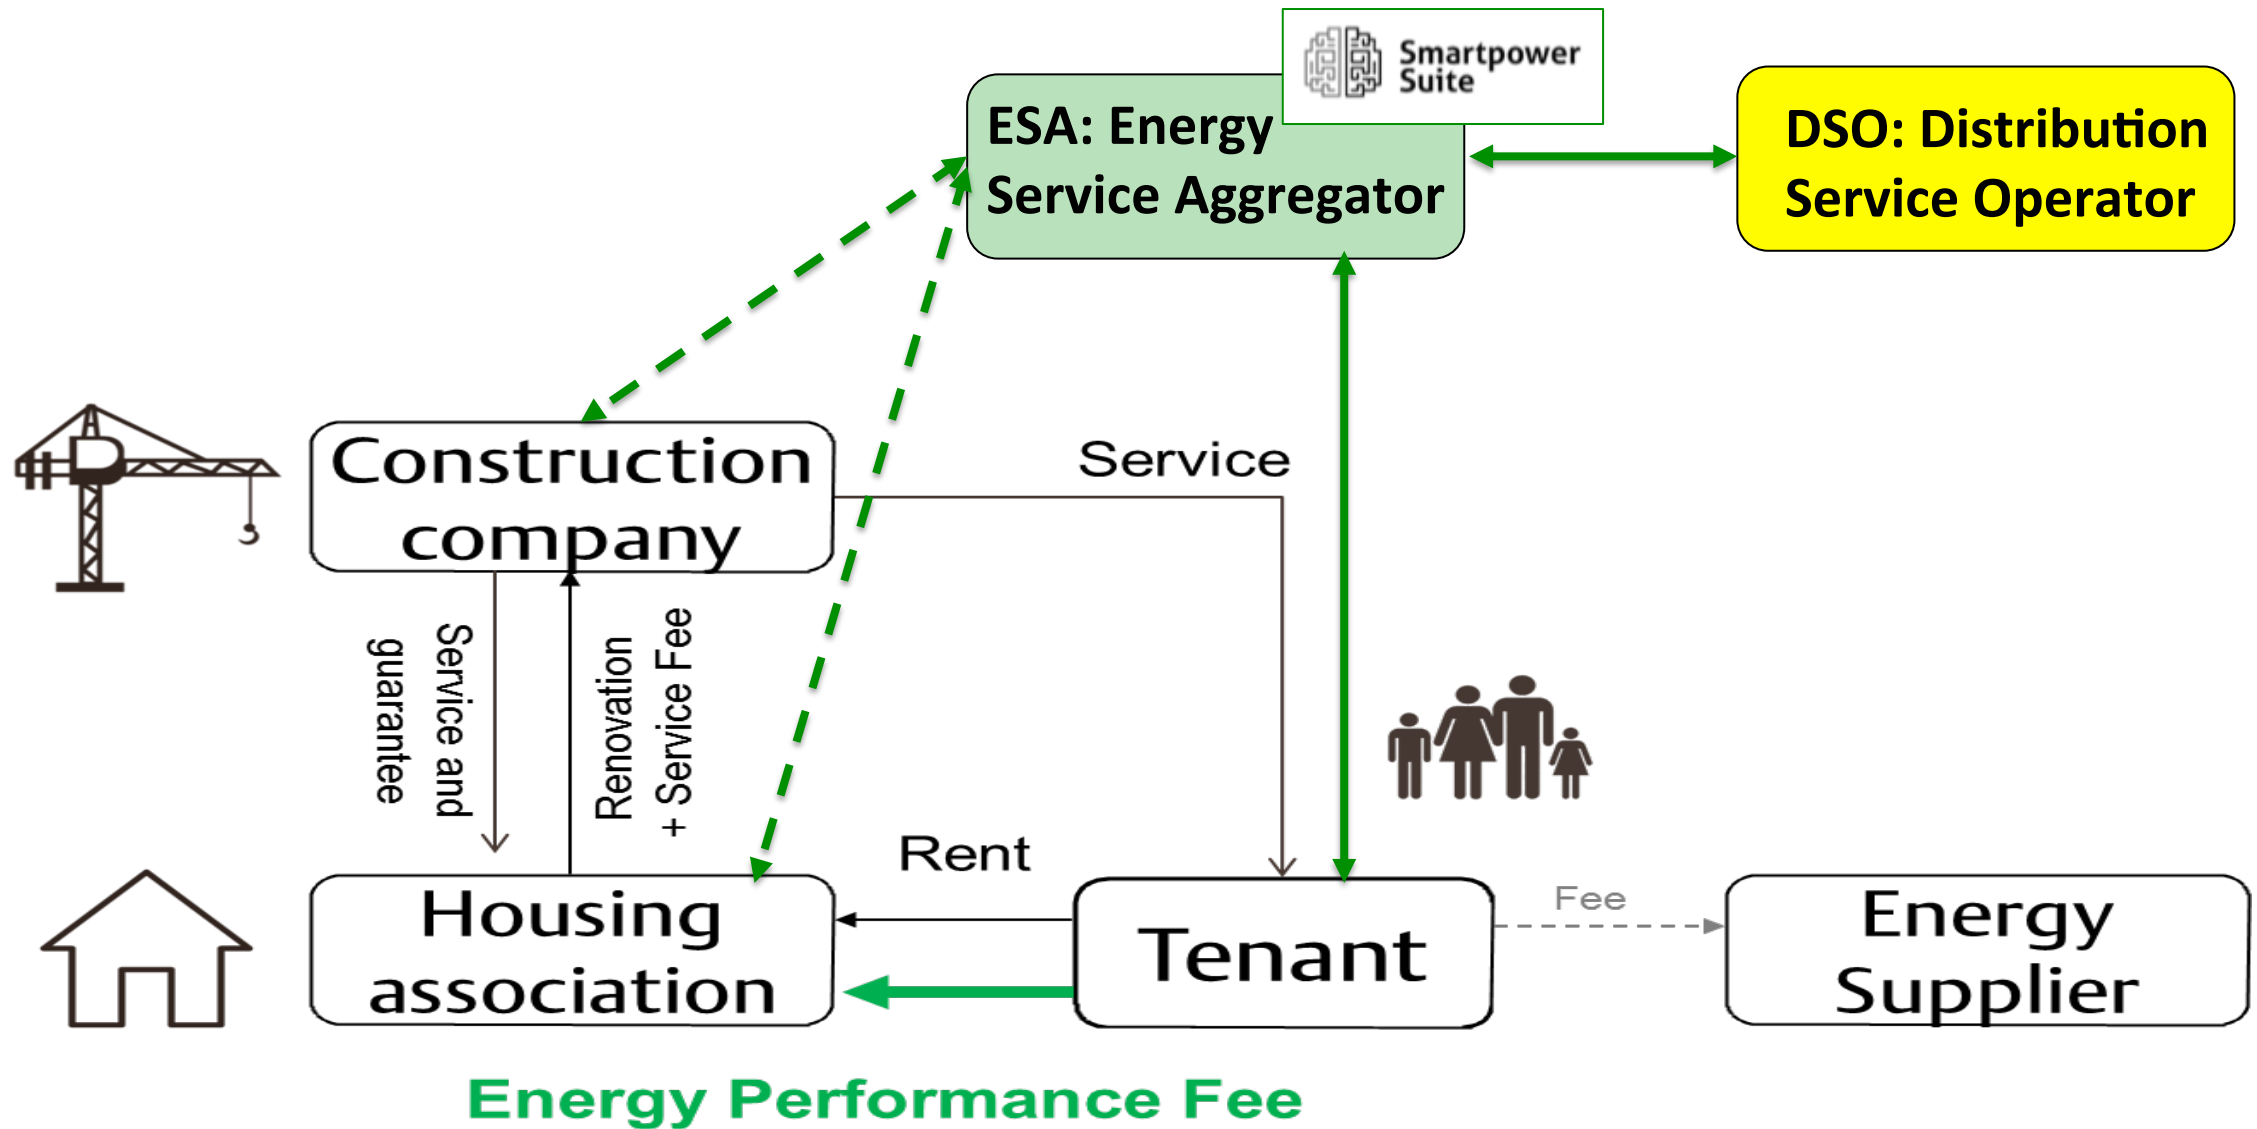 Smartpower
Suite
ESA: Energy
Service Aggregator
DSO: Distribution
Service Operator
Construction
company
Service
Service and
guarantee
Renovation
+ Service Fee
Rent
Housing
association
Tenant
Fee
Energy
Supplier
Energy Performance Fee